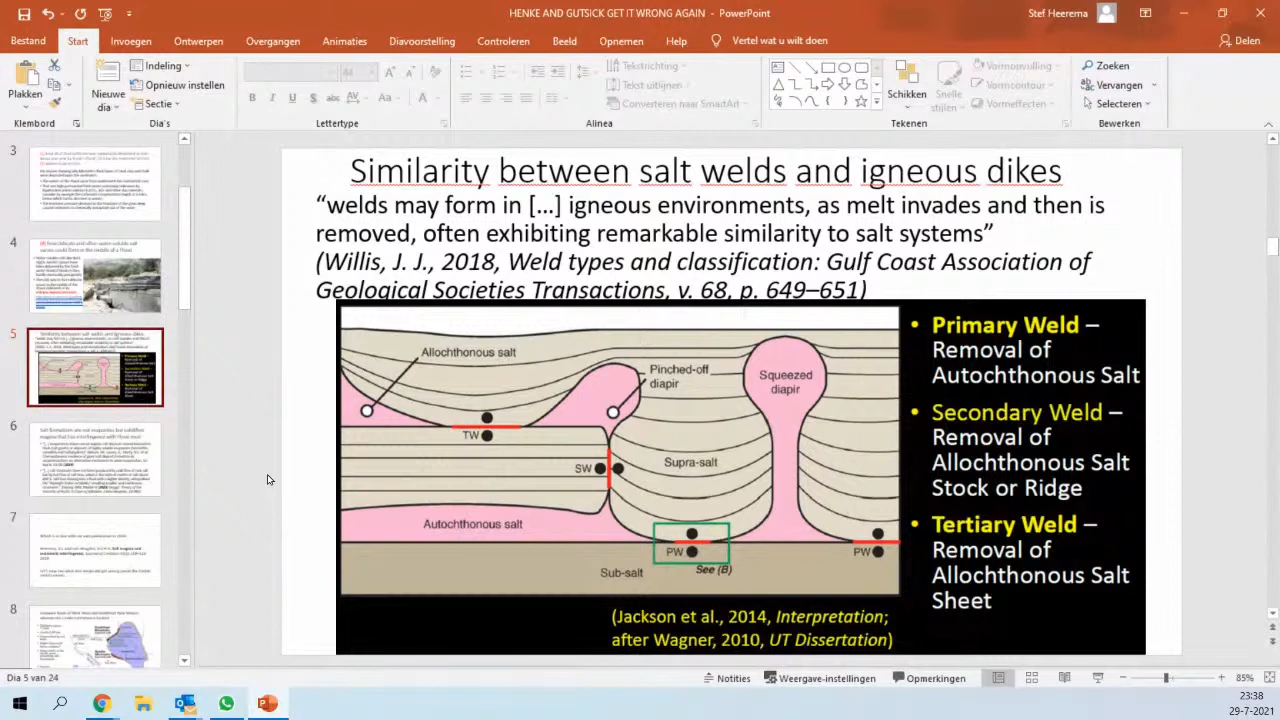 HENKE AND GUTSICK GET IT WRONG AGAIN - PowerPoint
Stef Heerema
Bestand Start Invoegen Ontwerpen Overgangen Animaties Diavoorstelling Controleren Beeld Opnemen Help Vertel wat u wilt doen Delen
Plakken
Nieuwe dia
Indeling
Opnieuw instellen
Sectie
Tekstrichting
Tekst uitlijnen
Converteren naar SmartArt
Schikken
Snelle stijlen
Vormopvulling
Vormcontour
Vormeffecten
Zoeken
Vervangen
Selecteren
Klembord Dia's Lettertype Alinea Tekenen Bewerken
3
5
7
8
Similarity between salt welds and igneous dikes
“welds may form in […] igneous environments, as melt invades and then is
removed, often exhibiting remarkable similarity to salt systems”
Weld types and classification: Gulf Coast Association of
Geological Societies Transactions, v. 68, p.
Allochthonous salt
Pinched-off
diapir
Squeezed
diapir
TW
SW
Supra-salt
Autochthonous salt
PW
See (B)
PW
Sub-salt
• Primary Weld –
Removal of
Autochthonous Salt
• Secondary Weld –
Removal of
Allochthonous Salt
Stock or Ridge
• Tertiary Weld –
Removal of
Allochthonous Salt
Sheet
(Jackson et al.,
after Wagner, 2010,
Dia 5 van 24
Notities Weergave-instellingen Opmerkingen 85%
23:38
29-7-2021